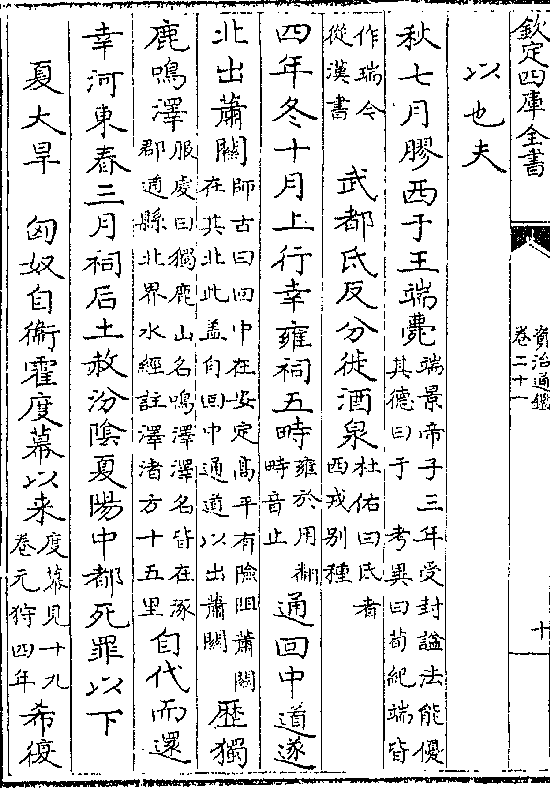 欽定四庫全書
資治通鑑
卷二十一
十
以也夫
秋七月膠西于王端薨端景帝子三年受封諡法能優其德曰于 考異曰荀紀端皆
作瑞今從漢書 武都氐反分徙酒泉杜佑曰氐者西戎别種
四年冬十月上行幸雍祠五畤雍於用翻畤音止通回中道遂
北出蕭關師古曰回中在安定髙平有險阻蕭關在其北此盖自回中通道以出蕭關歴獨
鹿鳴澤服虔曰獨鹿山名鳴澤澤名皆在涿郡遒縣北界水經註澤渚方十五里自代而還
幸河東春三月祠后土赦汾隂夏陽中都死罪以下
夏大旱 匈奴自衞霍度幕以来度幕見十九卷元狩四年希復